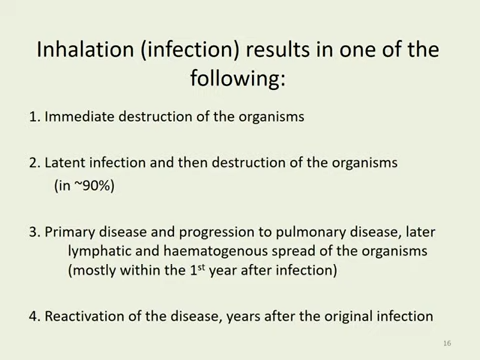 Inhalation (infection) results in one of the
following:
1. Immediate destruction of the organisms
2. Latent infection and then destruction of the organisms
(in ~90%)
3. Primary disease and progression to pulmonary disease, later
lymphatic and haematogenous spread of the organisms
(mostly within the 1st year after infection)
4. Reactivation of the disease, years after the original infection
16